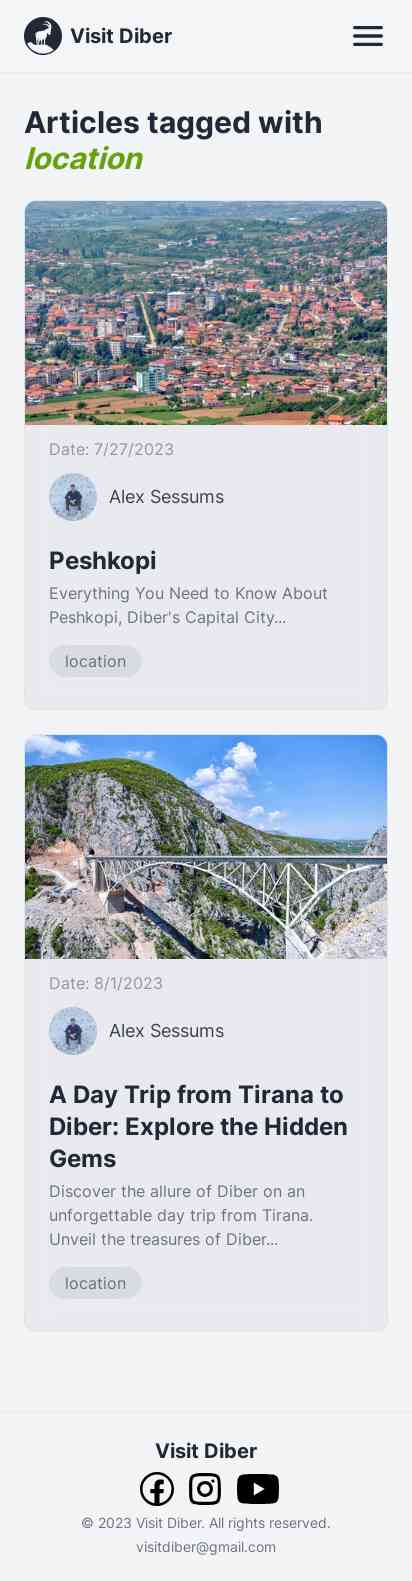 Visit Diber
Articles tagged with
location
Date: 7/27/2023
Alex Sessums
Peshkopi
Everything You Need to Know About
Peshkopi, Diber's Capital City...
location
Date: 8/1/2023
Alex Sessums
A Day Trip from Tirana to
Diber: Explore the Hidden
Gems
Discover the allure of Diber on an
unforgettable day trip from Tirana.
Unveil the treasures of Diber...
location
Visit Diber
© 2023 Visit Diber. All rights reserved.
visitdiber@gmail.com